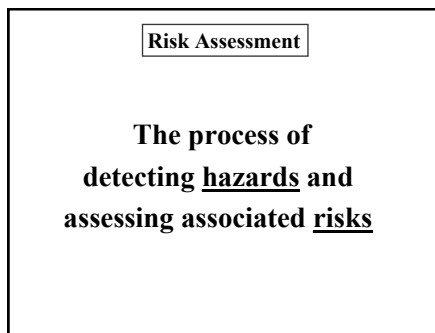 Risk Assessment
The process of
detecting hazards and
assessing associated risks